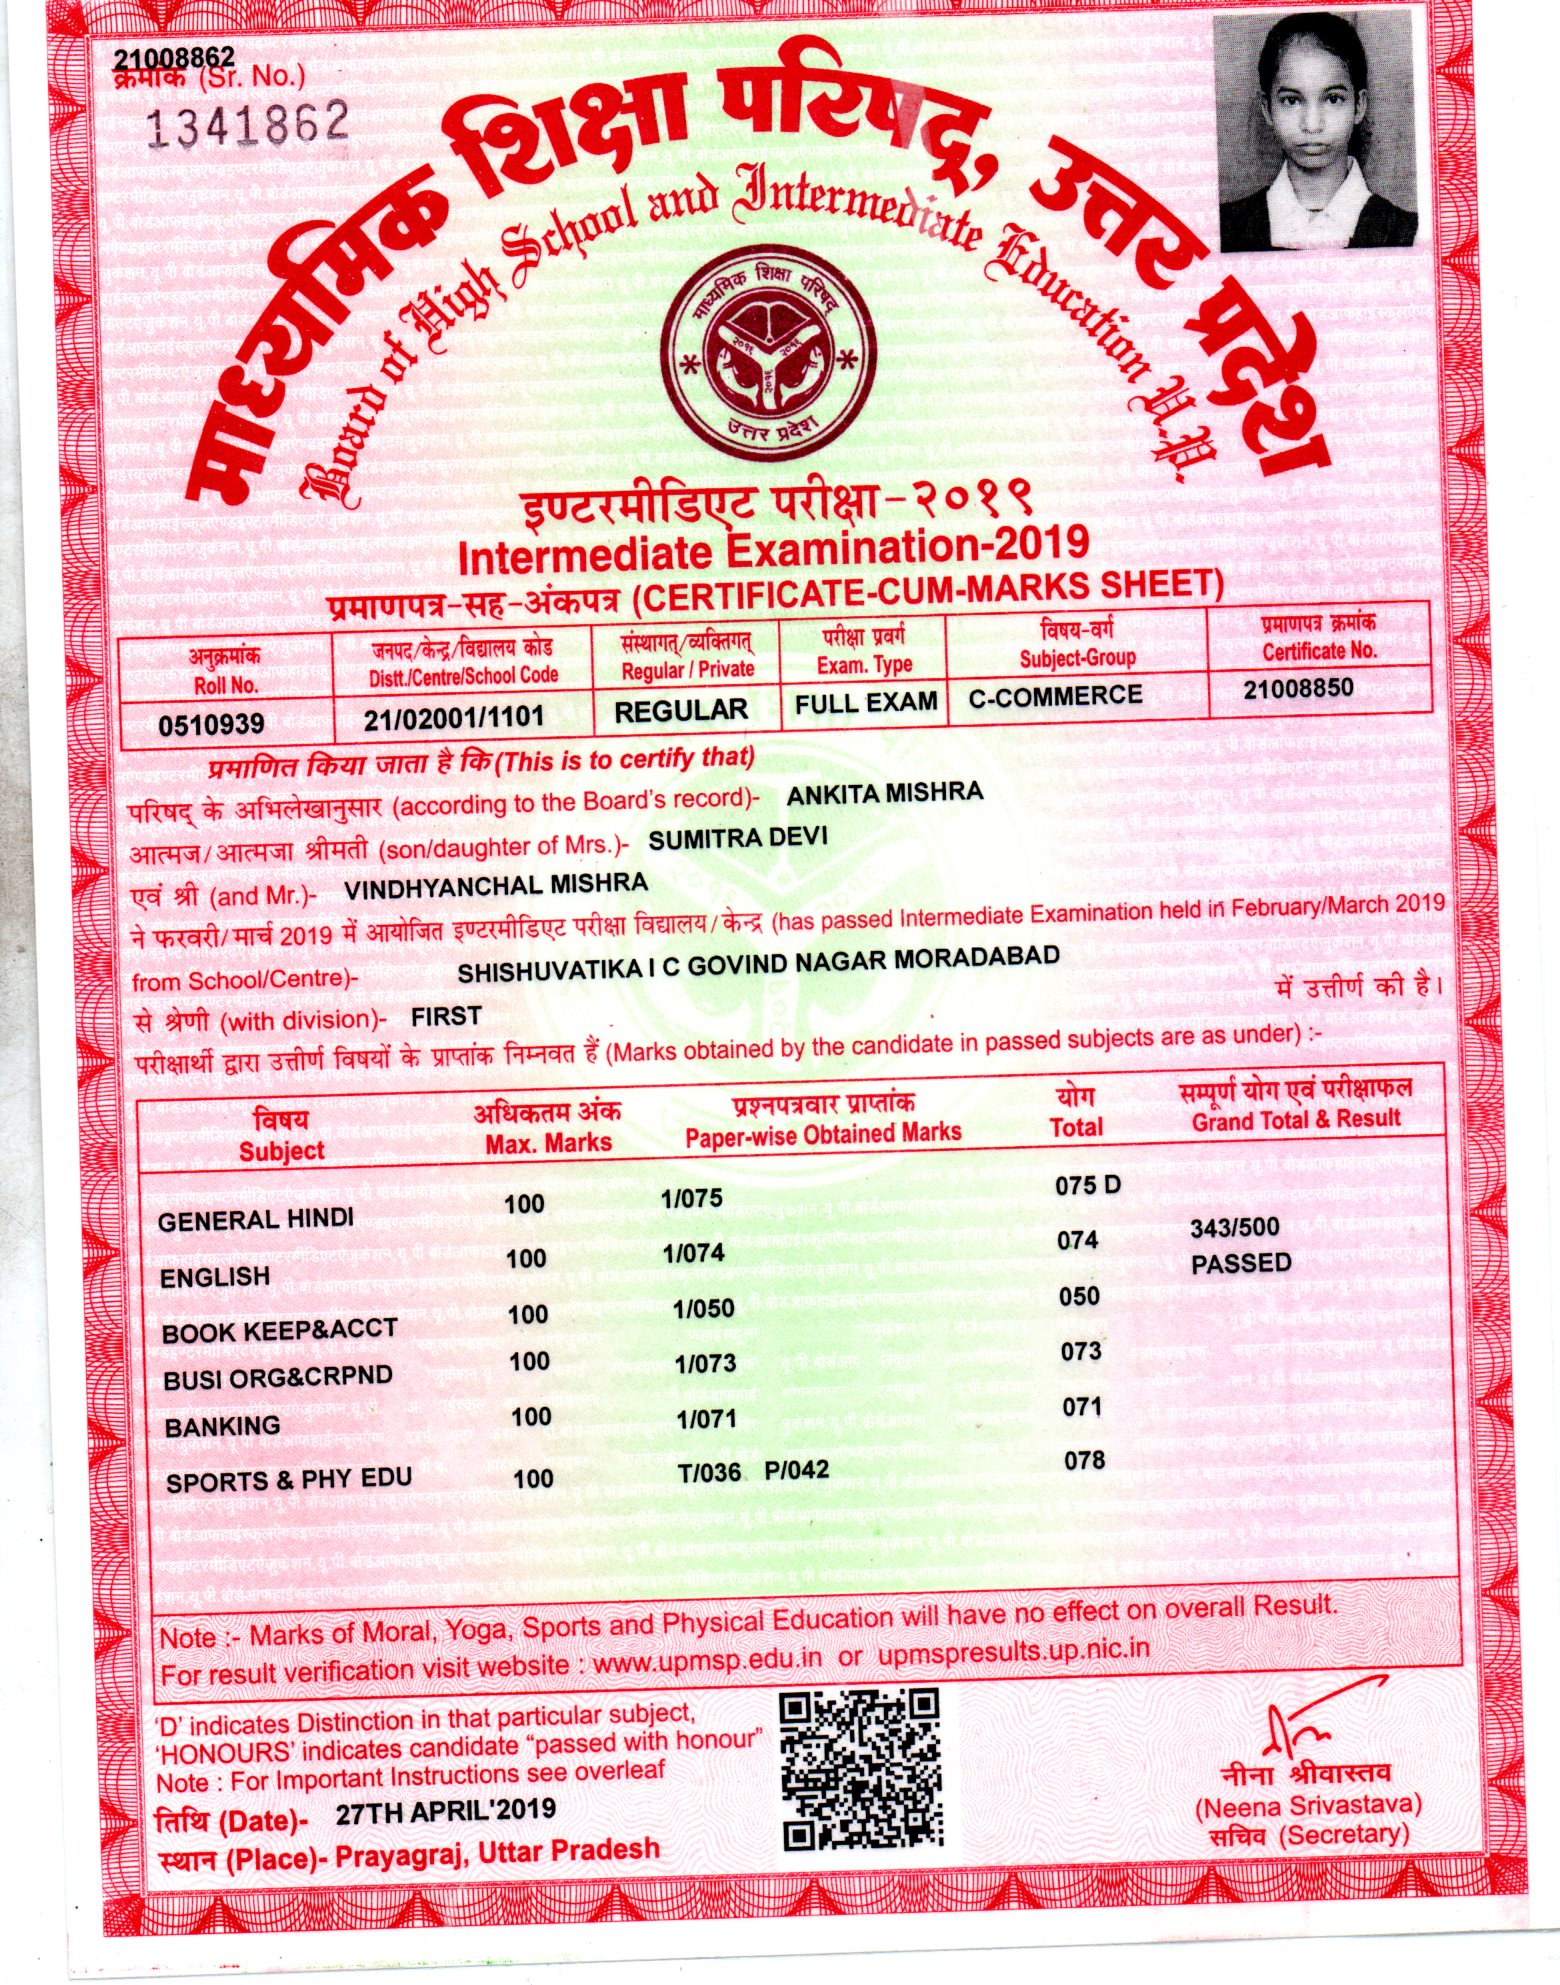 21008862
क्रमांक (Sr. No.)
1341862
माध्यमिक शिक्षा परिषद्, उत्तर प्रदेश
Board of High School and Intermediate Education U.P.
माध्यमिक शिक्षा परिषद
२०१६ २०१६
२०१६
उत्तर प्रदेश
इण्टरमीडिएट परीक्षा-२०१९
Intermediate Examination-2019
प्रमाणपत्र-सह-अंकपत्र (CERTIFICATE-CUM-MARKS SHEET)
अनुक्रमांक जनपद/केन्द्र/विद्यालय कोड संस्थागत्/व्यक्तिगत् परीक्षा प्रवर्ग विषय-वर्ग प्रमाणपत्र क्रमांक
Roll No. Distt./Centre/School Code Regular / Private Exam. Type Subject-Group Certificate No.
0510939 21/02001/1101 REGULAR FULL EXAM C-COMMERCE 21008850
प्रमाणित किया जाता है कि (This is to certify that)
परिषद् के अभिलेखानुसार (according to the Board's record)- ANKITA MISHRA
आत्मज/आत्मजा श्रीमती (son/daughter of Mrs.)- SUMITRA DEVI
एवं श्री (and Mr.)- VINDHYANCHAL MISHRA
ने फरवरी/मार्च 2019 में आयोजित इण्टरमीडिएट परीक्षा विद्यालय/केन्द्र (has passed Intermediate Examination held in February/March 2019
from School/Centre)- SHISHUVATIKA I C GOVIND NAGAR MORADABAD
में उत्तीर्ण की है।
से श्रेणी (with division)- FIRST
परीक्षार्थी द्वारा उत्तीर्ण विषयों के प्राप्तांक निम्नवत हैं (Marks obtained by the candidate in passed subjects are as under) :-
विषय अधिकतम अंक प्रश्नपत्रवार प्राप्तांक योग सम्पूर्ण योग एवं परीक्षाफल
Subject Max. Marks Paper-wise Obtained Marks Total Grand Total & Result
GENERAL HINDI 100 1/075 075 D
343/500
ENGLISH 100 1/074 074
PASSED
BOOK KEEP&ACCT 100 1/050 050
BUSI ORG&CRPND 100 1/073 073
BANKING 100 1/071 071
SPORTS & PHY EDU 100 T/036 P/042 078
Note :- Marks of Moral, Yoga, Sports and Physical Education will have no effect on overall Result.
For result verification visit website : www.upmsp.edu.in or upmspresults.up.nic.in
'D' indicates Distinction in that particular subject,
'HONOURS' indicates candidate "passed with honour"
Note : For Important Instructions see overleaf
तिथि (Date)- 27TH APRIL'2019
स्थान (Place)- Prayagraj, Uttar Pradesh
नीना श्रीवास्तव
(Neena Srivastava)
सचिव (Secretary)